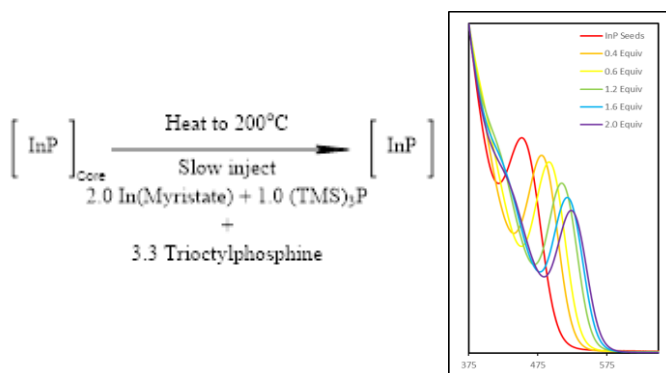 Heat to 200°C
[ InP ]Core
[ InP ]
Slow inject
2.0 In(Myristate) + 1.0 (TMS)3P
+
3.3 Trioctylphosphine
InP Seeds
0.4 Equiv
0.6 Equiv
1.2 Equiv
1.6 Equiv
2.0 Equiv
375
475
575